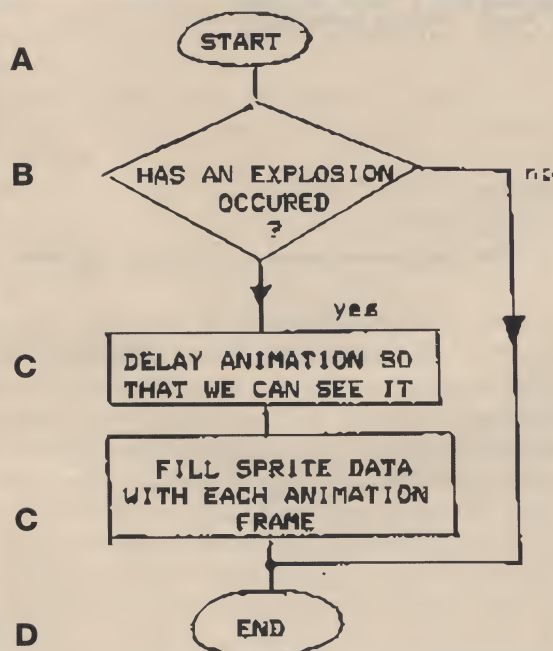 A
START
B
HAS AN EXPLOSION
OCCURED
?
yes
C
DELAY ANIMATION SO
THAT WE CAN SEE IT
C
FILL SPRITE DATA
WITH EACH ANIMATION
FRAME
D
END